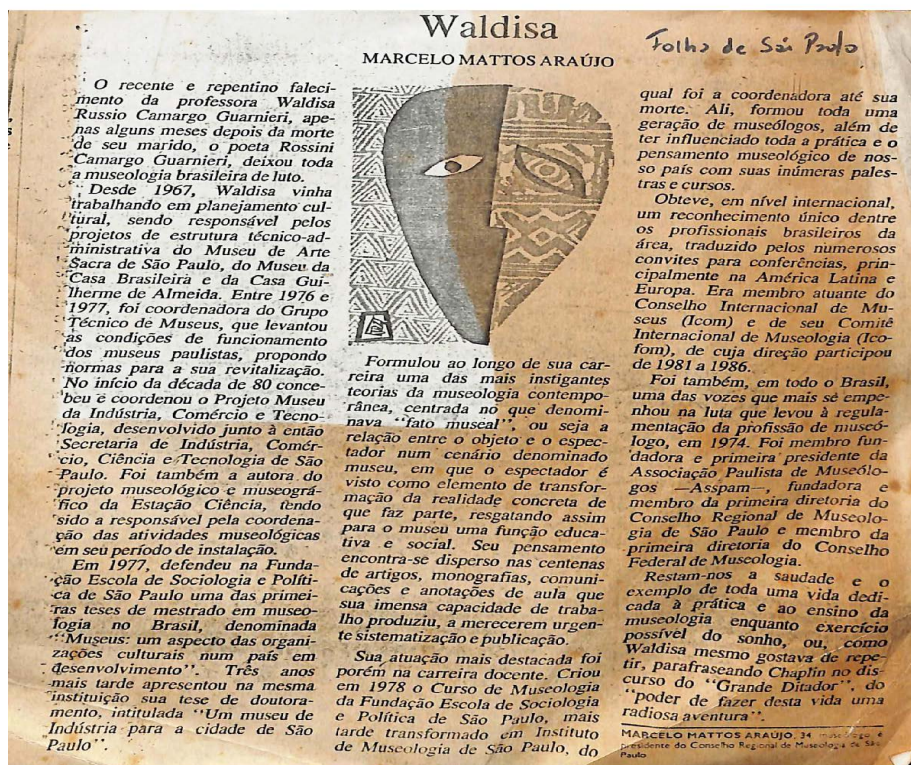 Waldisa
MARCELO MATTOS ARAÚJO
Folha de São Paulo
O recente e repentino faleci-
mento da professora Waldisa
Russio Camargo Guarnieri, ape-
nas alguns meses depois da morte
de seu marido, o poeta Rossini
Camargo Guarnieri, deixou toda
a museologia brasileira de luto.
Desde 1967, Waldisa vinha
trabalhando em planejamento cul-
tural, sendo responsável pelos
projetos de estrutura técnico-ad-
ministrativa do Museu de Arte
Sacra de São Paulo, do Museu da
Casa Brasileira e da Casa Gui-
lherme de Almeida. Entre 1976 e
1977, foi coordenadora do Grupo
Técnico de Museus, que levantou
as condições de funcionamento
dos museus paulistas, propondo
normas para a sua revitalização.
No início da década de 80 conce-
beu e coordenou o Projeto Museu
da Indústria, Comércio e Tecno-
logia, desenvolvido junto à então
Secretaria de Indústria, Comér-
cio, Ciência e Tecnologia de São
Paulo. Foi também a autora do
projeto museológico e museográ-
fico da Estação Ciência, tendo
sido a responsável pela coordena-
ção das atividades museológicas
em seu período de instalação.
Em 1977, defendeu na Funda-
ção Escola de Sociologia e Políti-
ca de São Paulo uma das primei-
ras teses de mestrado em museo-
logia no Brasil, denominada
"Museus: um aspecto das organi-
zações culturais num país em
desenvolvimento". Três anos
mais tarde apresentou na mesma
instituição sua tese de doutora-
mento, intitulada "Um museu de
Indústria para a cidade de São
Paulo".
Formulou ao longo de sua car-
reira uma das mais instigantes
teorias da museologia contempo-
rânea, centrada no que denomi-
nava "fato museal", ou seja a
relação entre o objeto e o espec-
tador num cenário denominado
museu, em que o espectador é
visto como elemento de transfor-
mação da realidade concreta de
que faz parte, resgatando assim
para o museu uma função educa-
tiva e social. Seu pensamento
encontra-se disperso nas centenas
de artigos, monografias, comuni-
cações e anotações de aula que
sua imensa capacidade de traba-
lho produziu, a merecerem urgen-
te sistematização e publicação.
Sua atuação mais destacada foi
porém na carreira docente. Criou
em 1978 o Curso de Museologia
da Fundação Escola de Sociologia
e Política de São Paulo, mais
tarde transformado em Instituto
de Museologia de São Paulo, do
qual foi a coordenadora até sua
morte. Ali, formou toda uma
geração de museólogos, além de
ter influenciado toda a prática e o
pensamento museológico de nos-
so país com suas inúmeras pales-
tras e cursos.
Obteve, em nível internacional,
um reconhecimento único dentre
os profissionais brasileiros da
área, traduzido pelos numerosos
convites para conferências, prin-
cipalmente na América Latina e
Europa. Era membro atuante do
Conselho Internacional de Mu-
seus (Icom) e de seu Comitê
Internacional de Museologia (Ico-
fom), de cuja direção participou
de 1981 a 1986.
Foi também, em todo o Brasil,
uma das vozes que mais se empe-
nhou na luta que levou à regula-
mentação da profissão de museó-
logo, em 1974. Foi membro fun-
dadora e primeira presidente da
Associação Paulista de Museólo-
gos —Asspam—, fundadora e
membro da primeira diretoria do
Conselho Regional de Museolo-
gia de São Paulo e membro da
primeira diretoria do Conselho
Federal de Museologia.
Restam-nos a saudade e o
exemplo de toda uma vida dedi-
cada à prática e ao ensino da
museologia enquanto exercício
possível do sonho, ou, como
Waldisa mesmo gostava de repe-
tir, parafraseando Chaplin no dis-
curso do "Grande Ditador", do
"poder de fazer desta vida uma
radiosa aventura".
MARCELO MATTOS ARAÚJO, 34, museólogo, é
presidente do Conselho Regional de Museologia de São
Paulo